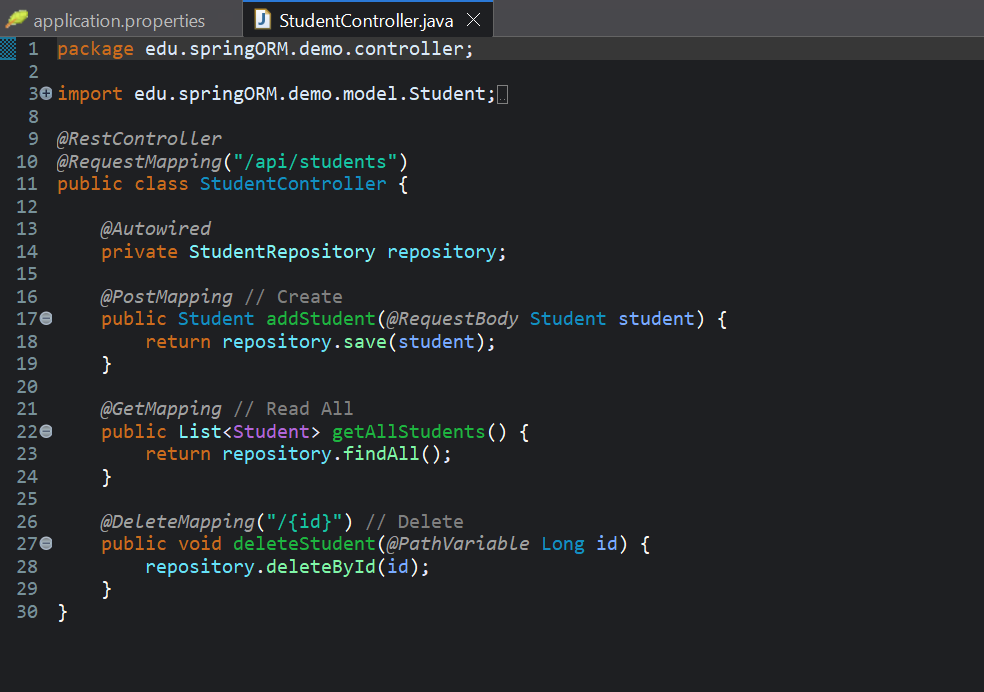 application.properties
StudentController.java
1 package edu.springORM.demo.controller;
2
3 import edu.springORM.demo.model.Student;
8
9 @RestController
10 @RequestMapping("/api/students")
11 public class StudentController {
12
13     @Autowired
14     private StudentRepository repository;
15
16     @PostMapping // Create
17     public Student addStudent(@RequestBody Student student) {
18         return repository.save(student);
19     }
20
21     @GetMapping // Read All
22     public List<Student> getAllStudents() {
23         return repository.findAll();
24     }
25
26     @DeleteMapping("/{id}") // Delete
27     public void deleteStudent(@PathVariable Long id) {
28         repository.deleteById(id);
29     }
30 }